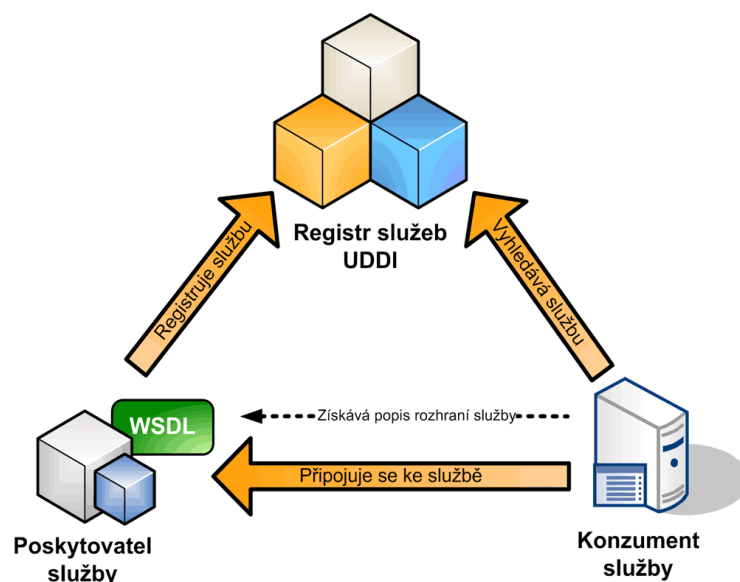 Registr služeb
UDDI
Registruje službu
Vyhledává službu
WSDL
Získává popis rozhraní služby
Připojuje se ke službě
Poskytovatel
služby
Konzument
služby